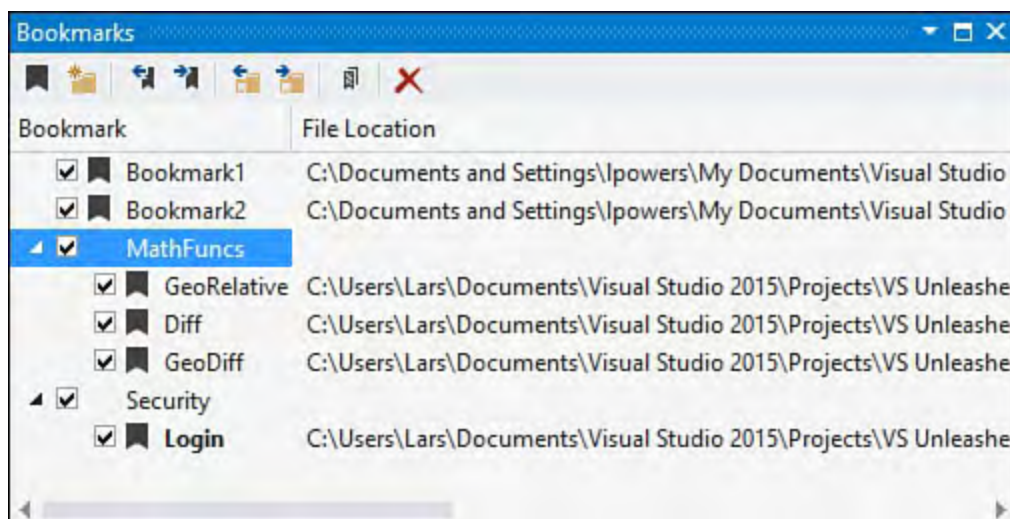 Bookmarks
Bookmark File Location
Bookmark1 C:\Documents and Settings\lpowers\My Documents\Visual Studio
Bookmark2 C:\Documents and Settings\lpowers\My Documents\Visual Studio
MathFuncs
GeoRelative C:\Users\Lars\Documents\Visual Studio 2015\Projects\VS Unleashe
Diff C:\Users\Lars\Documents\Visual Studio 2015\Projects\VS Unleashe
GeoDiff C:\Users\Lars\Documents\Visual Studio 2015\Projects\VS Unleashe
Security
Login C:\Users\Lars\Documents\Visual Studio 2015\Projects\VS Unleashe